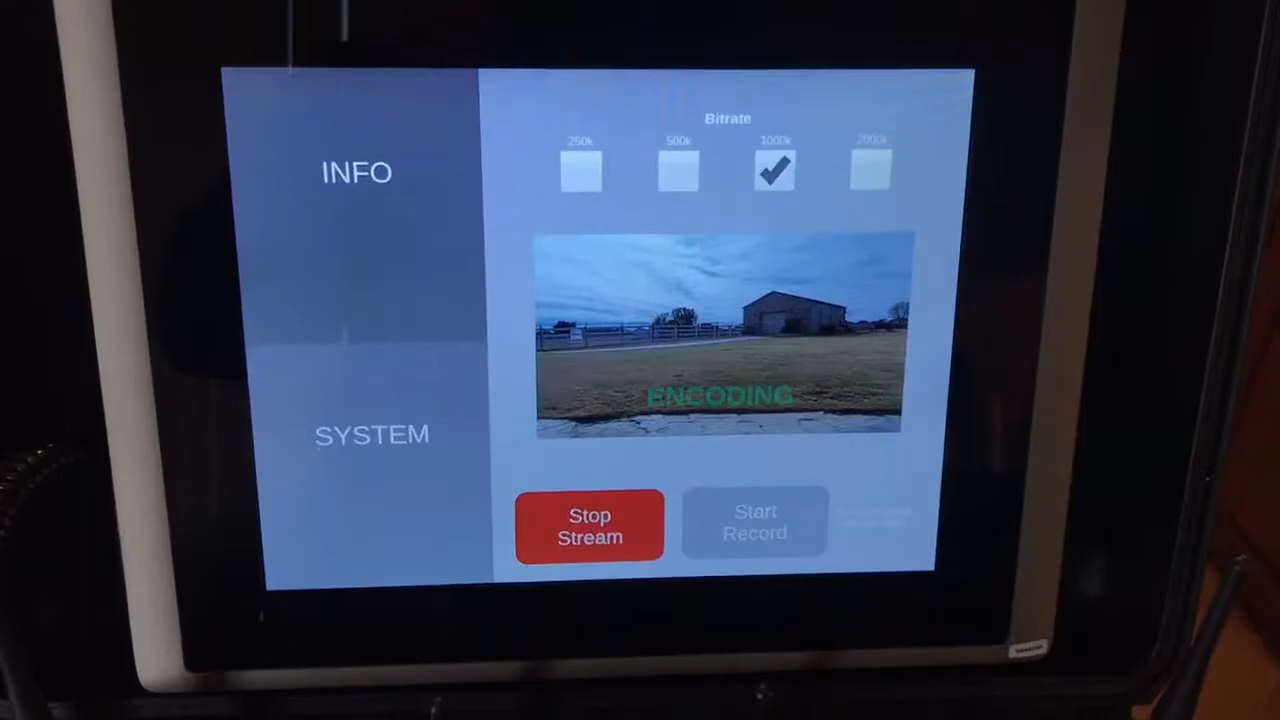 INFO
SYSTEM
Bitrate
250k
500k
1000k
2000k
ENCODING
Stop
Stream
Start
Record